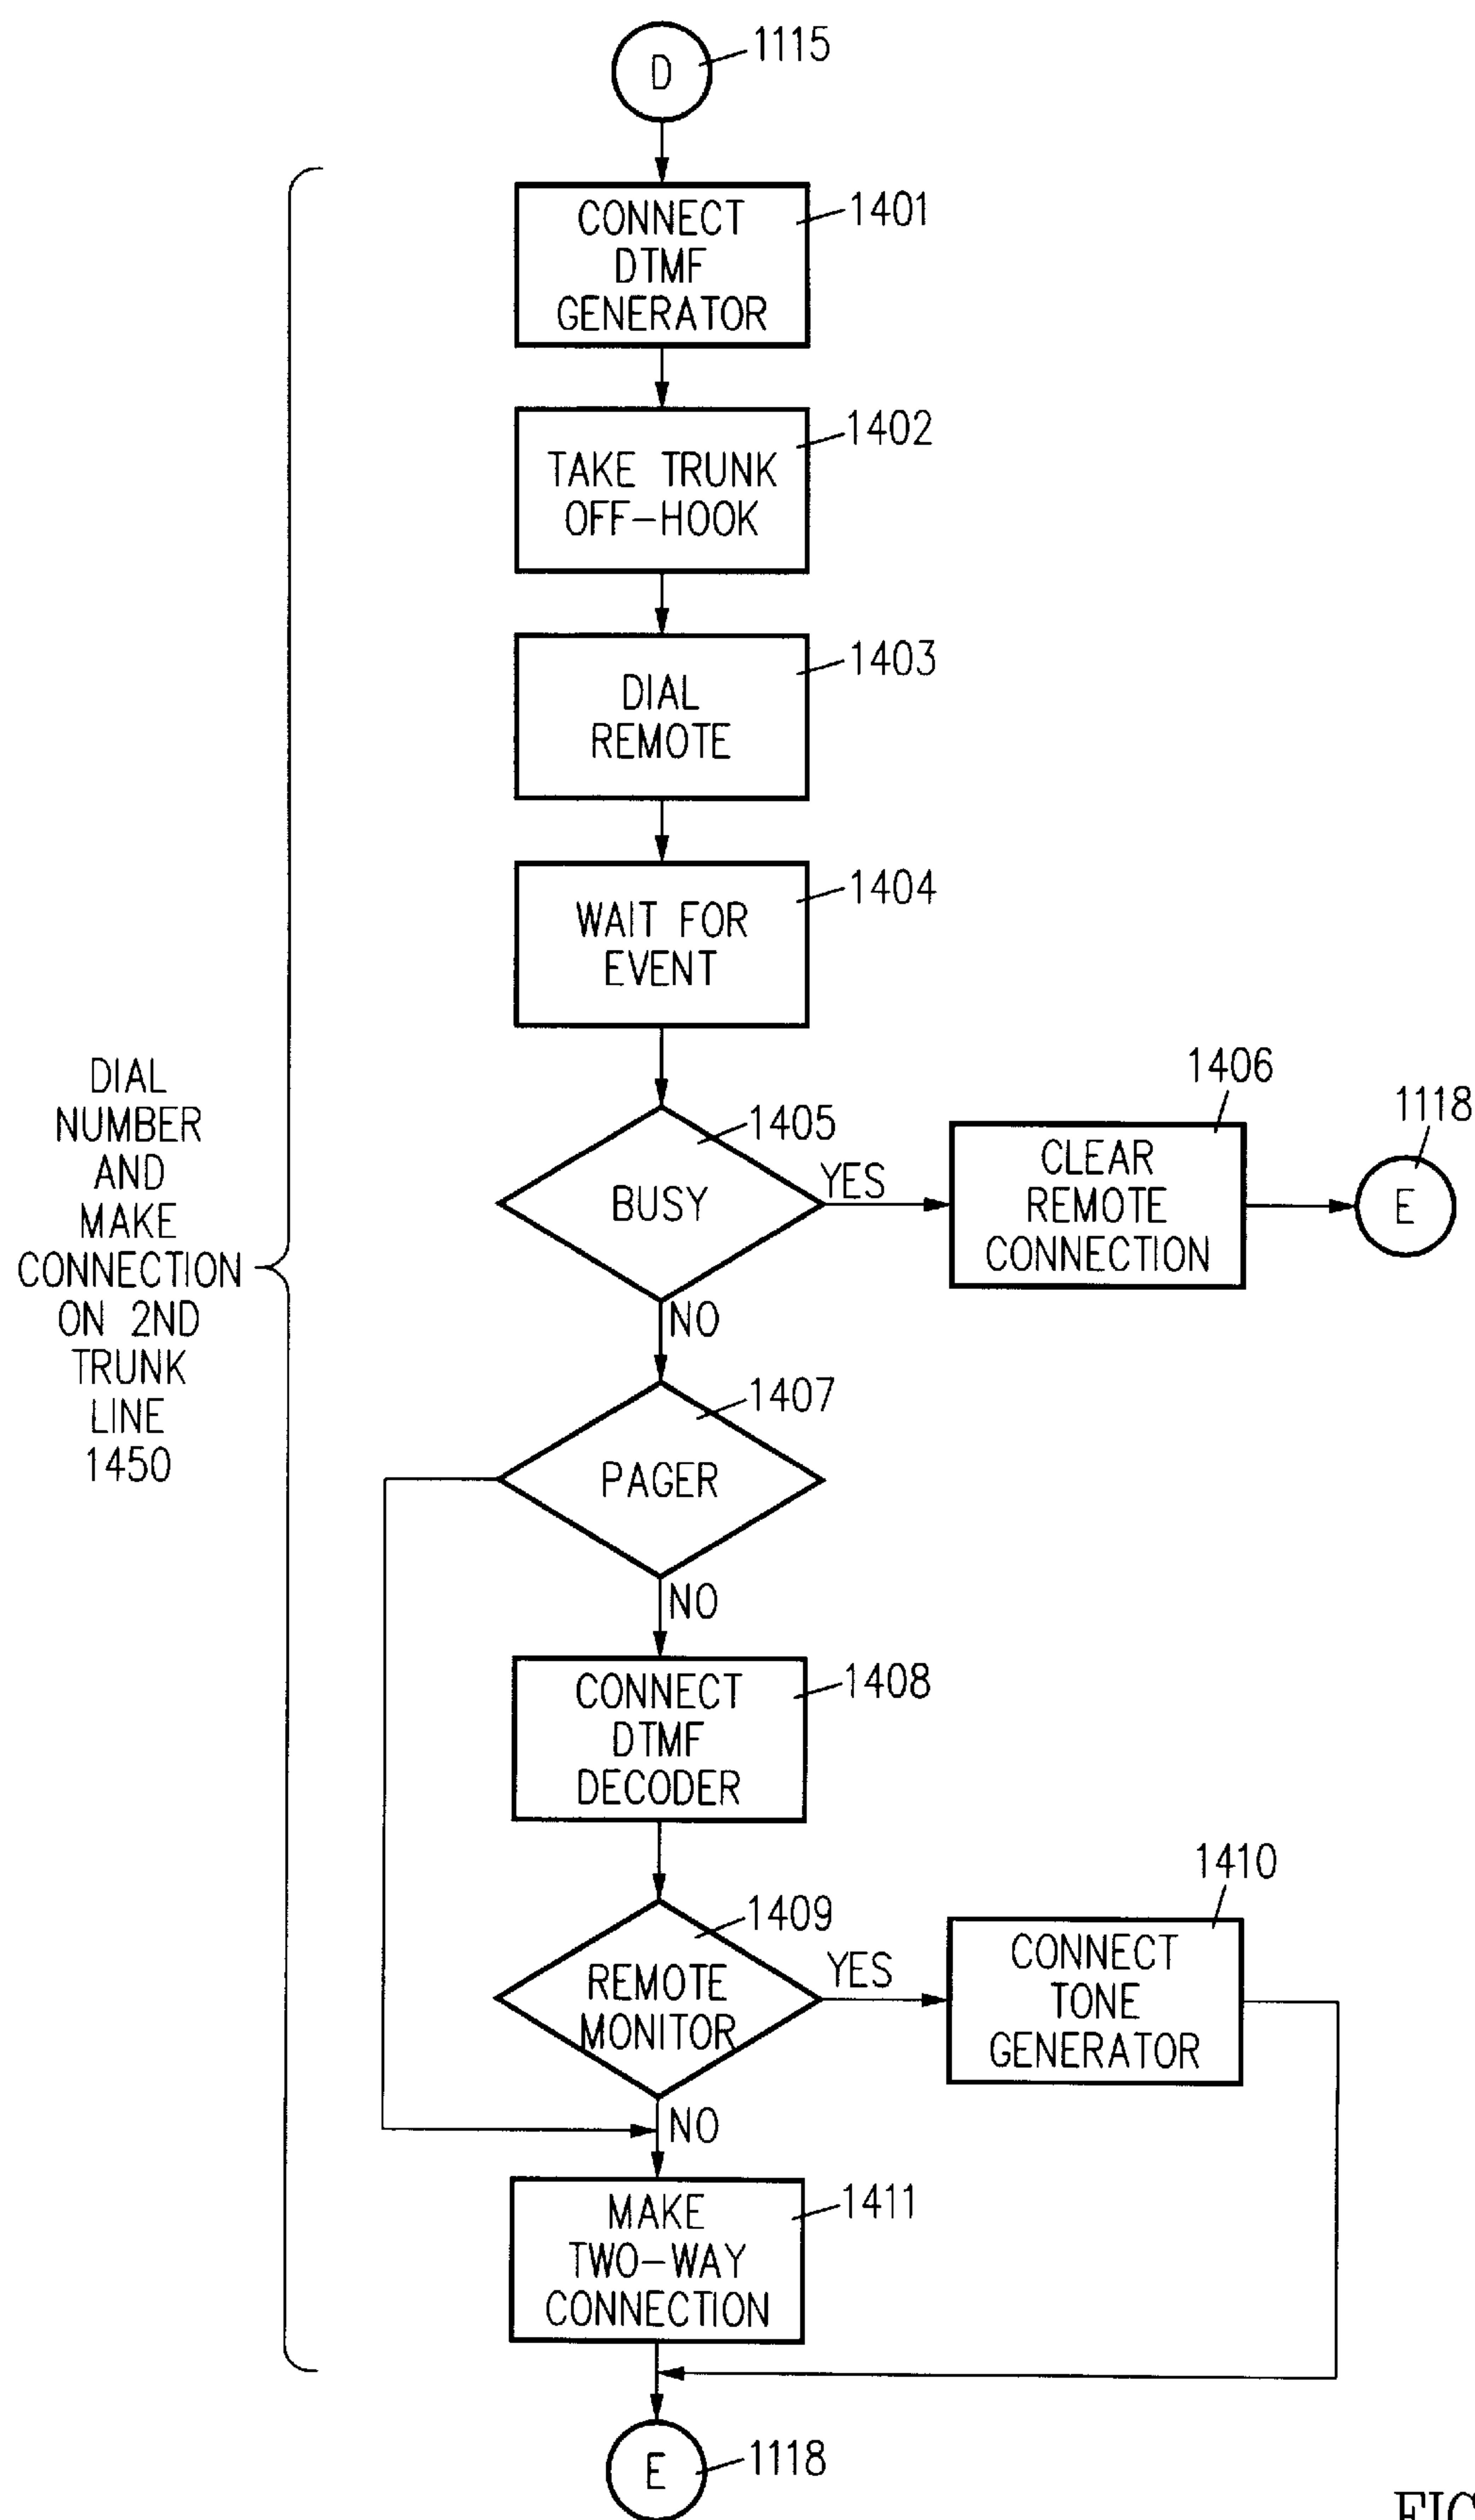 D
1115
CONNECT
DTMF
GENERATOR
1401
TAKE TRUNK
OFF-HOOK
1402
DIAL
REMOTE
1403
WAIT FOR
EVENT
1404
DIAL
NUMBER
AND
MAKE
CONNECTION
ON 2ND
TRUNK
LINE
1450
BUSY
1405
YES
NO
CLEAR
REMOTE
CONNECTION
1406
E
1118
PAGER
1407
NO
CONNECT
DTMF
DECODER
1408
REMOTE
MONITOR
1409
YES
NO
CONNECT
TONE
GENERATOR
1410
MAKE
TWO-WAY
CONNECTION
1411
E
1118
FIG